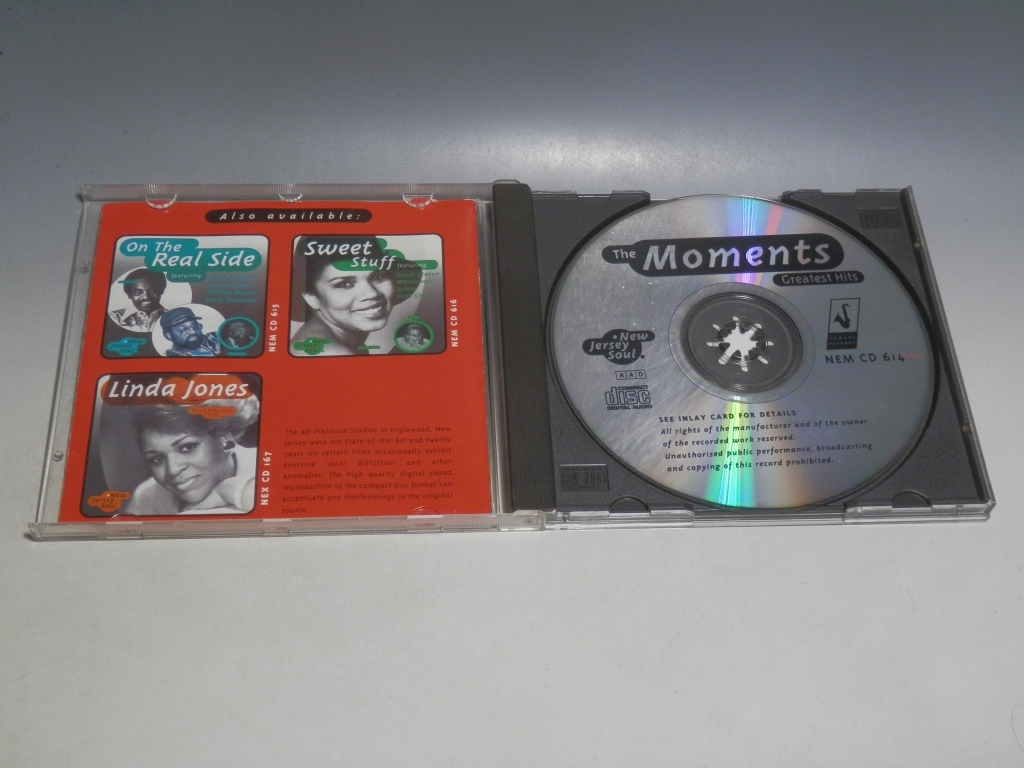 Also available:
On The
Real Side
featuring:
NEM CD 615
Sweet
Stuff
featuring:
NEM CD 616
Linda Jones
New
Jersey
Soul
NEX CD 167
The All-Platinum Studios in Englewood, New
Jersey were not State-of-The-Art and twenty
years on certain titles occasionally exhibit
excessive vocal distortion and other
anomalies. The high quality digital sound
reproduction of the compact disc format can
accentuate any shortcomings in the original
source.
The Moments
Greatest Hits
New
Jersey
Soul
AAD
COMPACT
disc
DIGITAL AUDIO
NEM CD 614
SEE INLAY CARD FOR DETAILS
All rights of the manufacturer and of the owner
of the recorded work reserved.
Unauthorised public performance, broadcasting
and copying of this record prohibited.